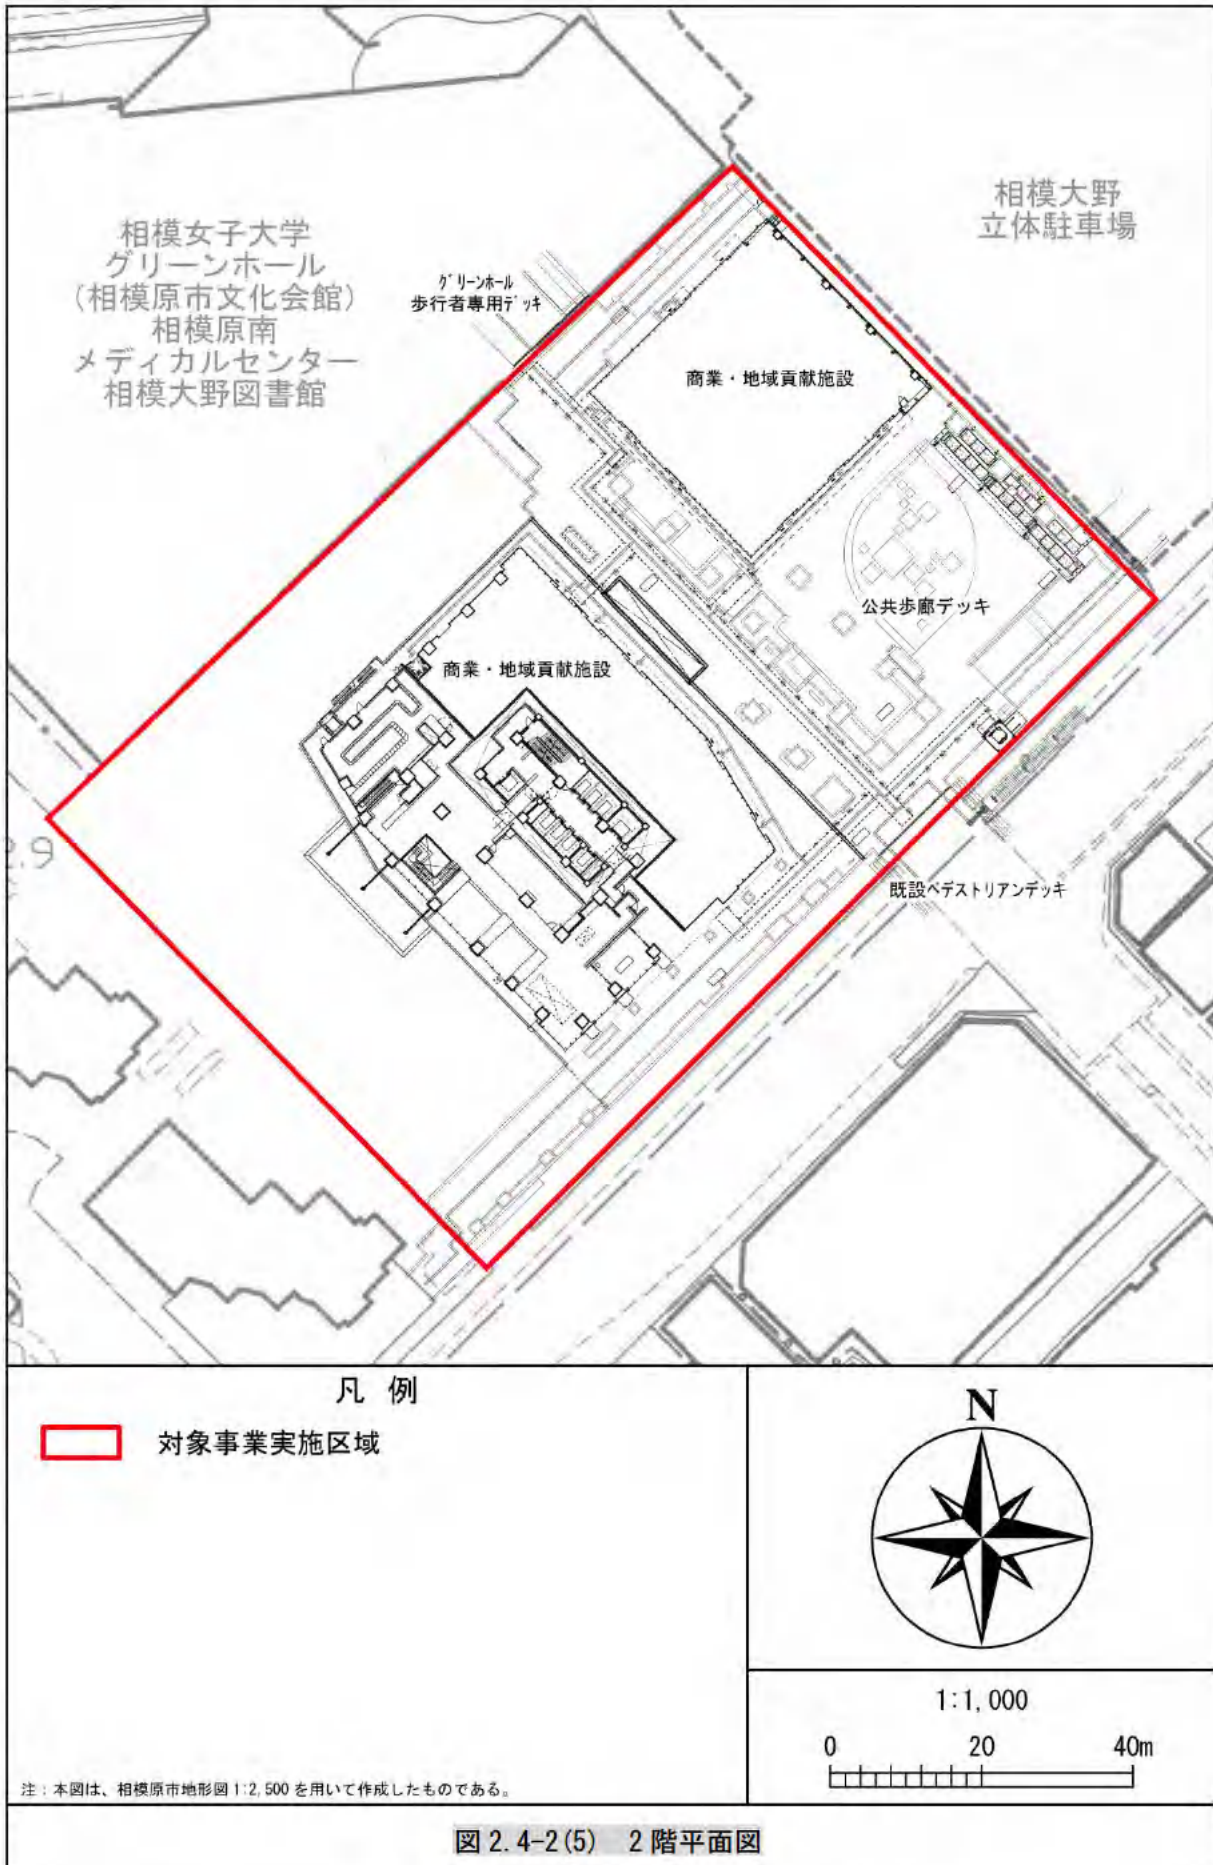 相模女子大学
グリーンホール
(相模原市文化会館)
相模原南
メディカルセンター
相模大野図書館
相模大野
立体駐車場
グリーンホール
歩行者専用デッキ
商業・地域貢献施設
公共歩廊デッキ
商業・地域貢献施設
既設ペデストリアンデッキ
2.9
凡 例
対象事業実施区域
N
1:1,000
0 20 40m
注：本図は、相模原市地形図 1:2,500 を用いて作成したものである。
図 2.4-2(5) 2 階平面図